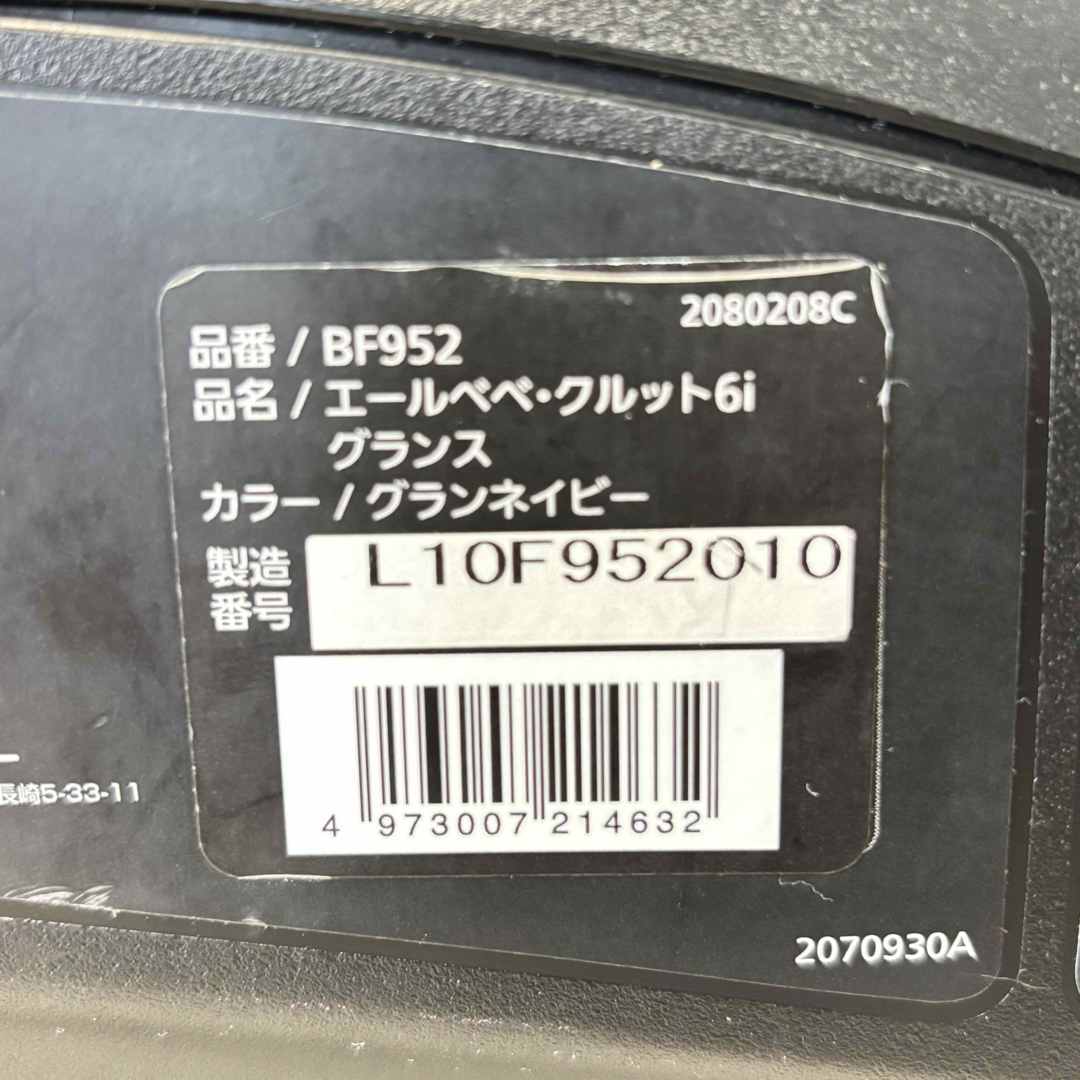 2080208C
品番 / BF952
品名 / エールベベ・クルット6i
グランス
カラー / グランネイビー
製造
番号
L10F952010
4 973007 214632
長崎5-33-11
2070930A